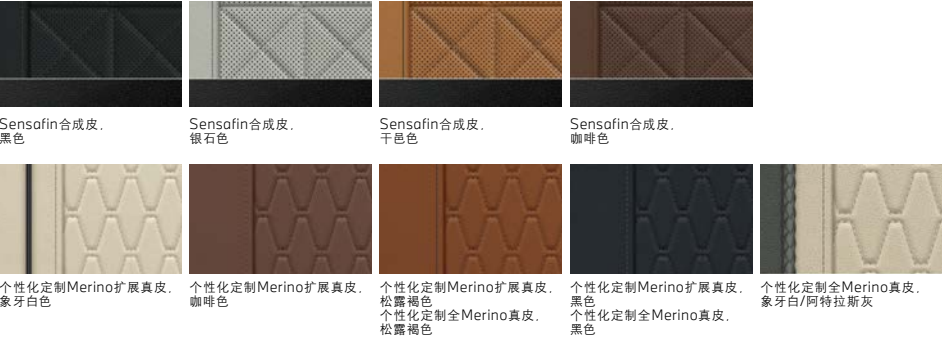 Sensafin合成皮,
黑色
Sensafin合成皮,
银石色
Sensafin合成皮,
干邑色
Sensafin合成皮,
咖啡色
个性化定制Merino扩展真皮,
象牙白色
个性化定制Merino扩展真皮,
咖啡色
个性化定制Merino扩展真皮,
松露褐色
个性化定制全Merino真皮,
松露褐色
个性化定制Merino扩展真皮,
黑色
个性化定制全Merino真皮,
黑色
个性化定制全Merino真皮,
象牙白/阿特拉斯灰